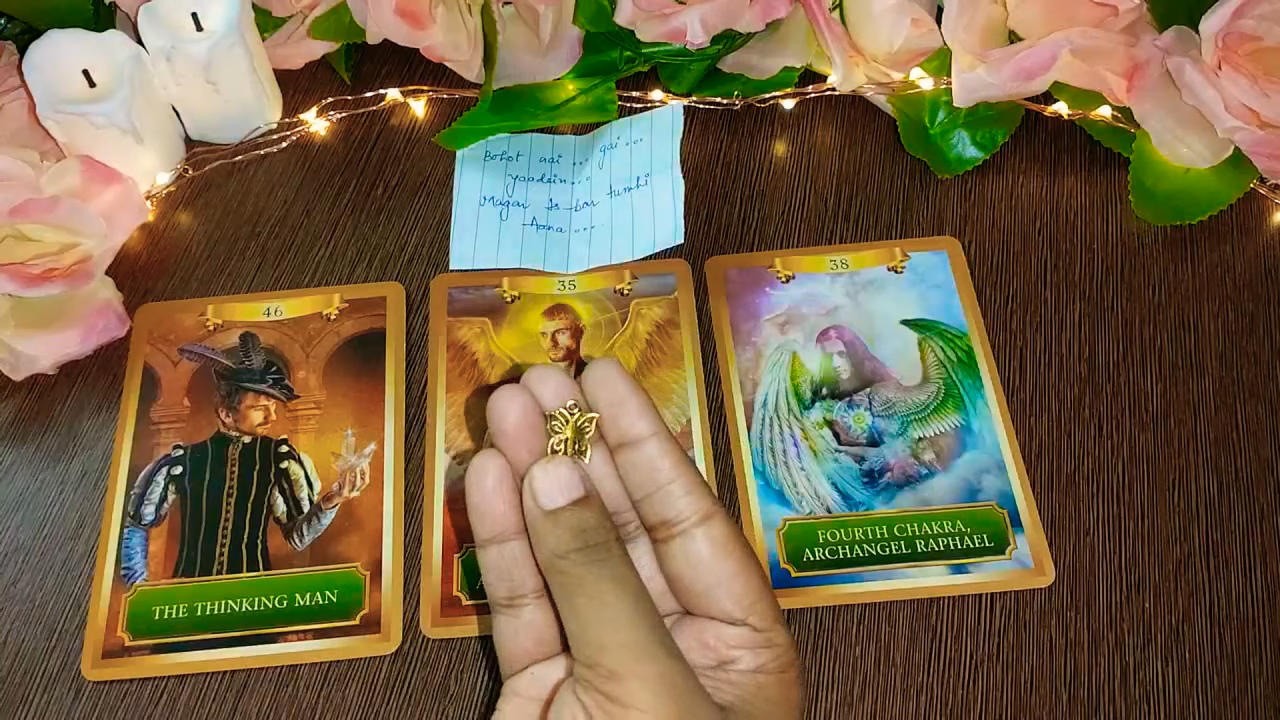 Bohot aai ... gai ...
yaadein ...
Magar Is bar tumhi
Aana ....
46
35
38
THE THINKING MAN
FOURTH CHAKRA,
ARCHANGEL RAPHAEL